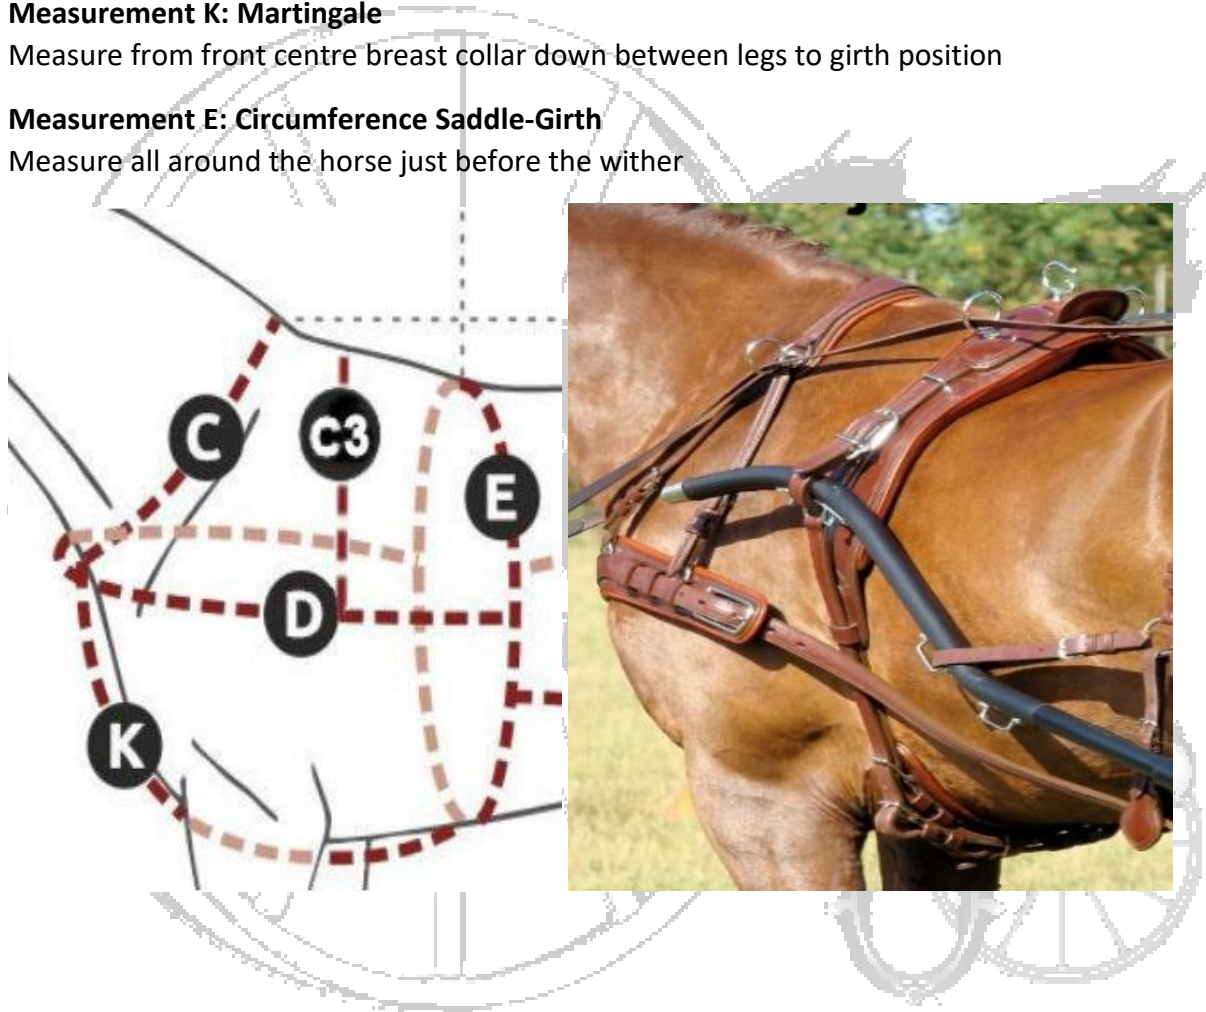 Measurement K: Martingale
Measure from front centre breast collar down between legs to girth position
Measurement E: Circumference Saddle-Girth
Measure all around the horse just before the wither
C
C3
E
D
K